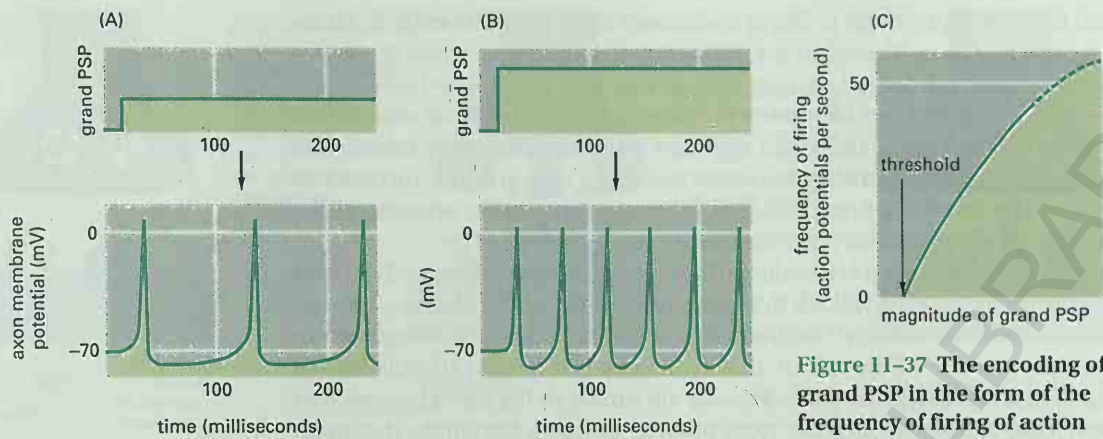 (A)
grand PSP
100 200
axon membrane
potential (mV)
0
−70
100 200
time (milliseconds)
(B)
grand PSP
100 200
(mV)
0
−70
100 200
time (milliseconds)
(C)
frequency of firing
(action potentials per second)
50
threshold
0
magnitude of grand PSP
Figure 11–37 The encoding of
grand PSP in the form of the
frequency of firing of action